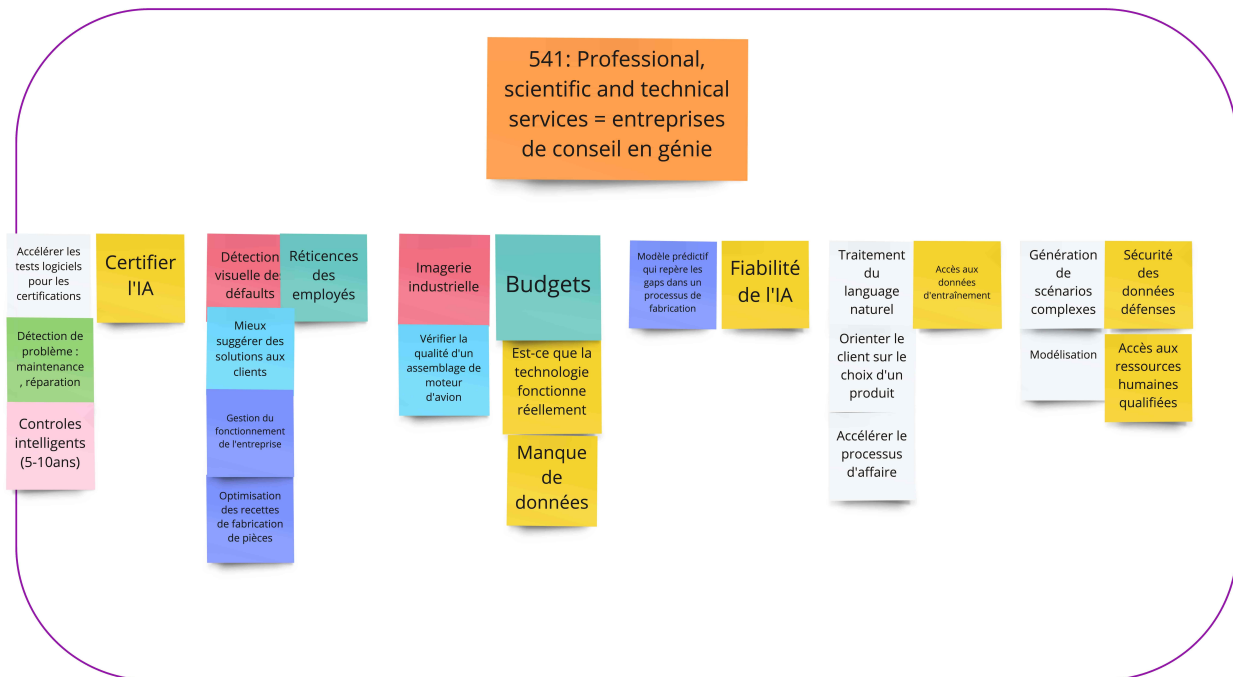 541: Professional,
scientific and technical
services = entreprises
de conseil en génie
Accélérer les
tests logiciels
pour les
certifications
Certifier
l'IA
Détection de
problème :
maintenance
, réparation
Controles
intelligents
(5-10ans)
Détection
visuelle des
défaults
Réticences
des
employés
Mieux
suggérer des
solutions aux
clients
Gestion du
fonctionnement
de l'entreprise
Optimisation
des recettes
de fabrication
de pièces
Imagerie
industrielle
Budgets
Vérifier la
qualité d'un
assemblage de
moteur
d'avion
Est-ce que la
technologie
fonctionne
réellement
Manque
de
données
Modèle prédictif
qui repère les
gaps dans un
processus de
fabrication
Fiabilité
de l'IA
Traitement
du
language
naturel
Accès aux
données
d'entraînement
Orienter le
client sur le
choix d'un
produit
Accélérer le
processus
d'affaire
Génération
de
scénarios
complexes
Sécurité
des
données
défenses
Modélisation
Accès aux
ressources
humaines
qualifiées